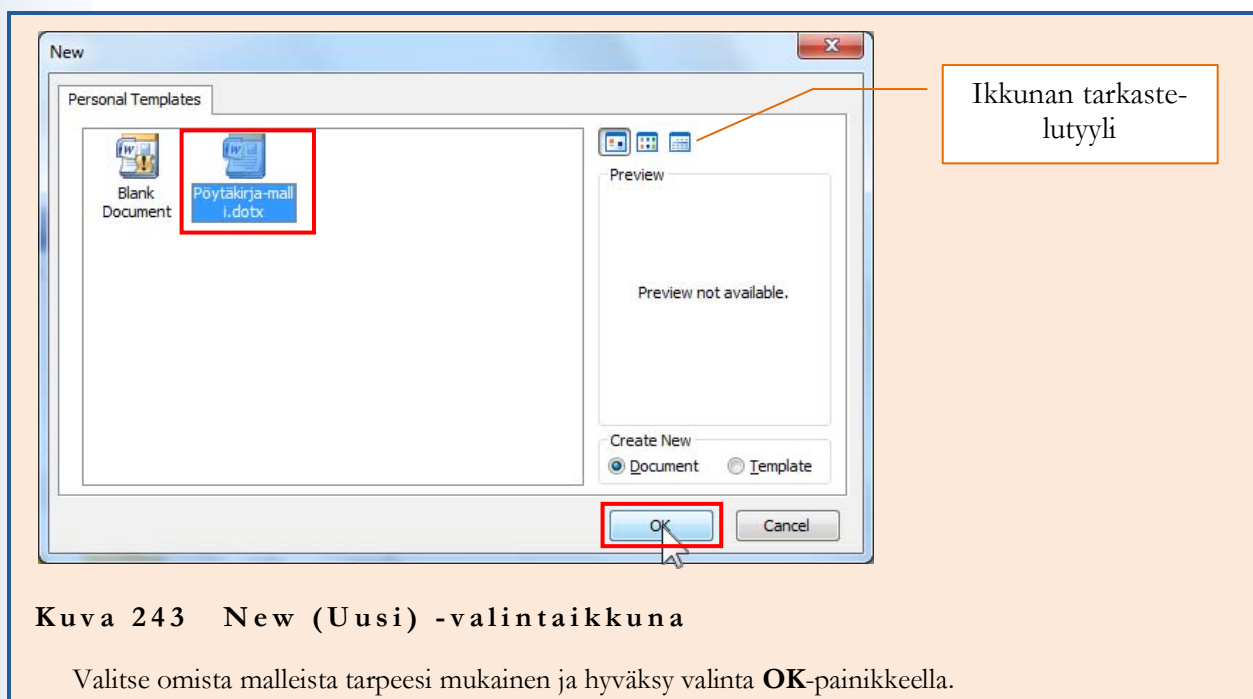 New
Personal Templates
Blank
Document
Pöytäkirja-mall
i.dotx
Preview
Preview not available.
Create New
Document
Template
OK
Cancel
Ikkunan tarkaste-
lutyyli
Kuva 243 New (Uusi) -valintaikkuna
Valitse omista malleista tarpeesi mukainen ja hyväksy valinta OK-painikkeella.